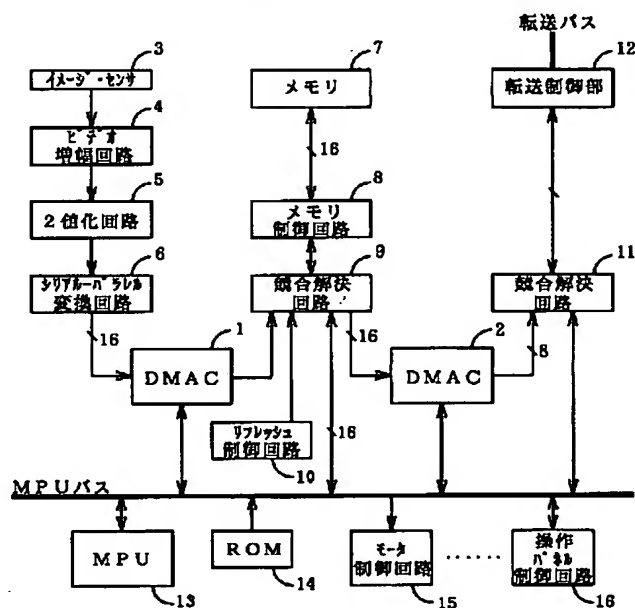 転送バス
3
7
12
イメージ・センサ
メモリ
転送制御部
4
ビデオ
増幅回路
16
5
8
2値化回路
メモリ
制御回路
6
9
11
シリアル−パラレル
変換回路
競合解決
回路
競合解決
回路
16
1
16
2
8
DMAC
DMAC
リフレッシュ
制御回路
16
10
MPUバス
MPU
ROM
モータ
制御回路
……
操作
パネル
制御回路
13
14
15
16